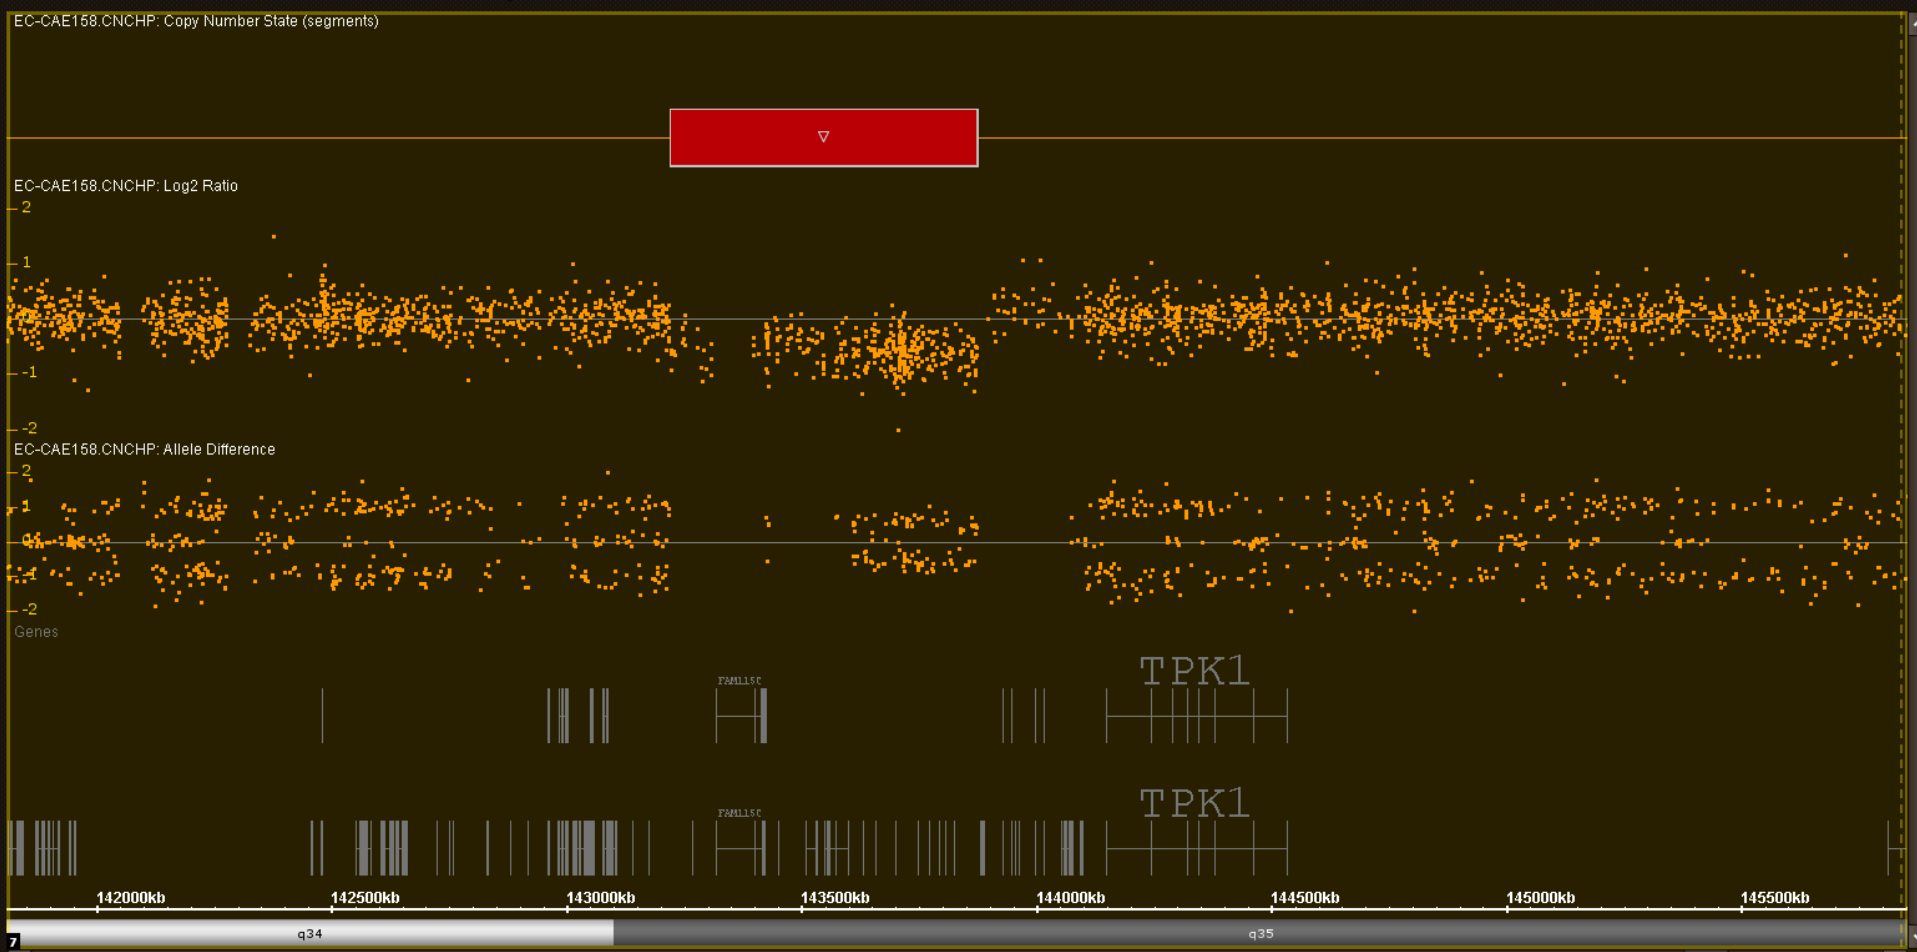 EC-CAE158.CNCHP: Copy Number State (segments)
EC-CAE158.CNCHP: Log2 Ratio
2
1
0
-1
-2
EC-CAE158.CNCHP: Allele Difference
2
1
0
-1
-2
Genes
TPK1
FAM115C
TPK1
FAM115C
142000kb 142500kb 143000kb 143500kb 144000kb 144500kb 145000kb 145500kb
7 q34 q35